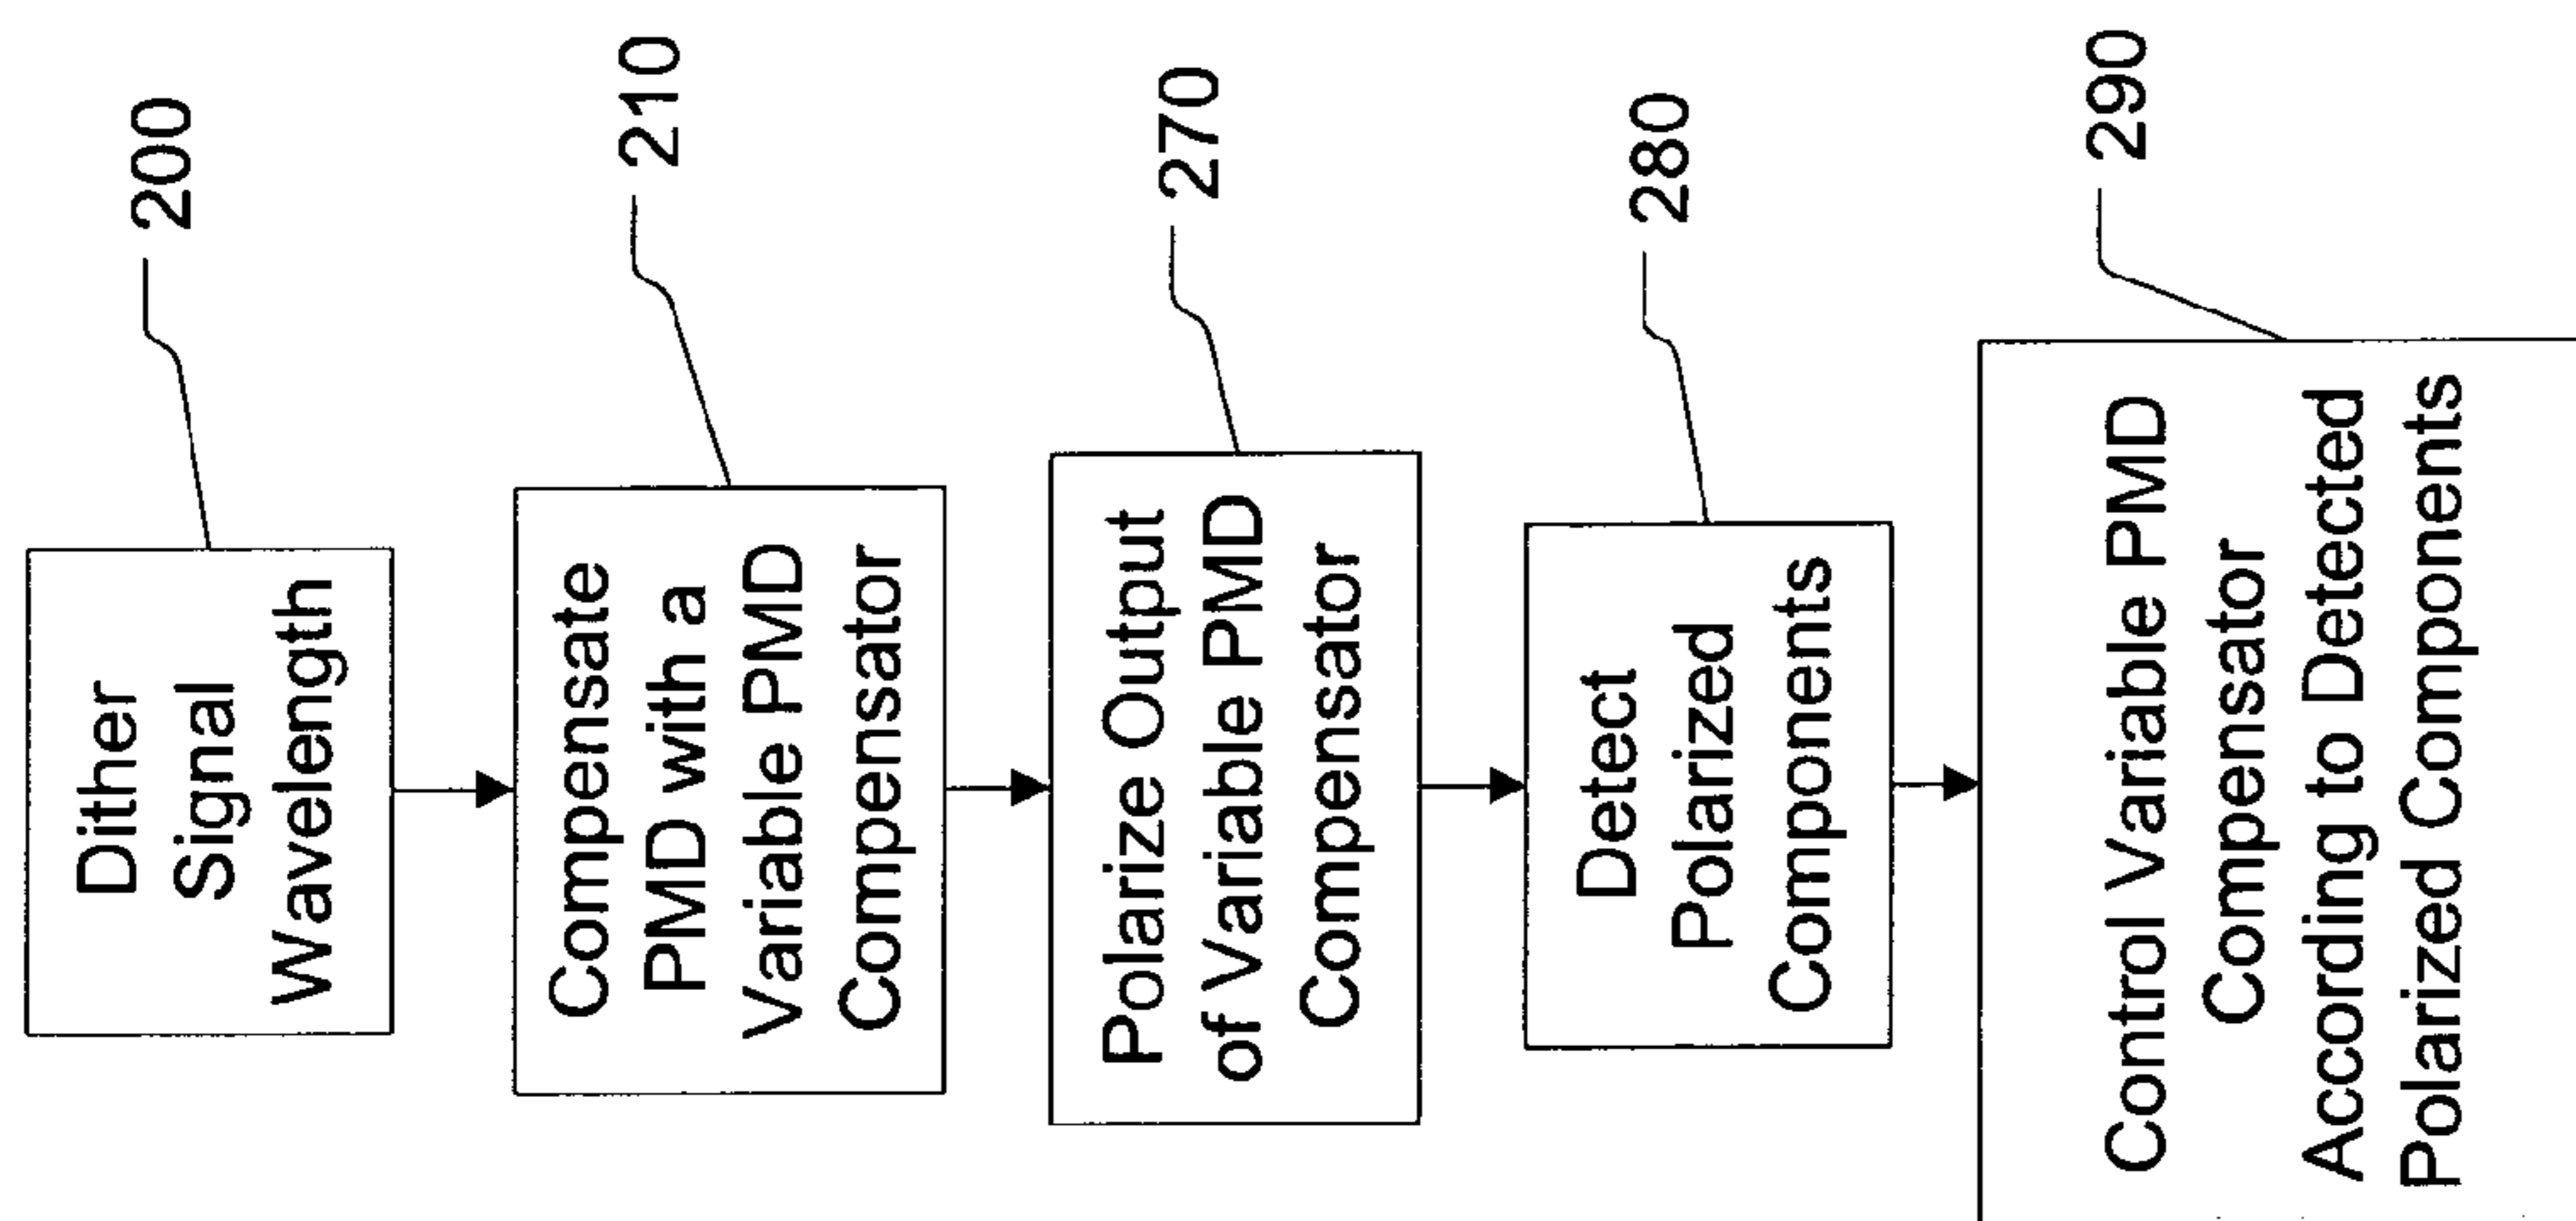 200
Dither
Signal
Wavelength
210
Compensate
PMD with a
Variable PMD
Compensator
270
Polarize Output
of Variable PMD
Compensator
280
Detect
Polarized
Components
290
Control Variable PMD
Compensator
According to Detected
Polarized Components